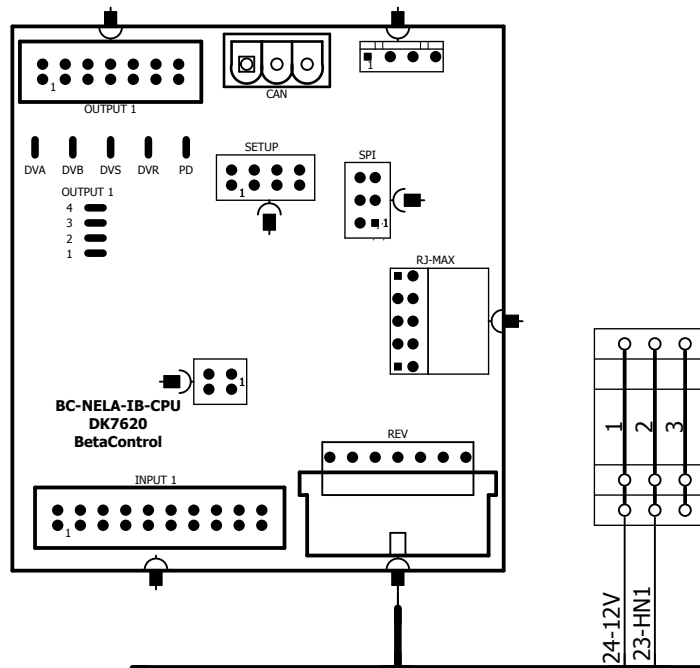 1
OUTPUT 1
CAN
1
DVA DVB DVS DVR PD
SETUP
1
SPI
1
OUTPUT 1
4
3
2
1
RJ-MAX
1
BC-NELA-IB-CPU
DK7620
BetaControl
REV
INPUT 1
1
1 2 3
24-12V
23-HN1